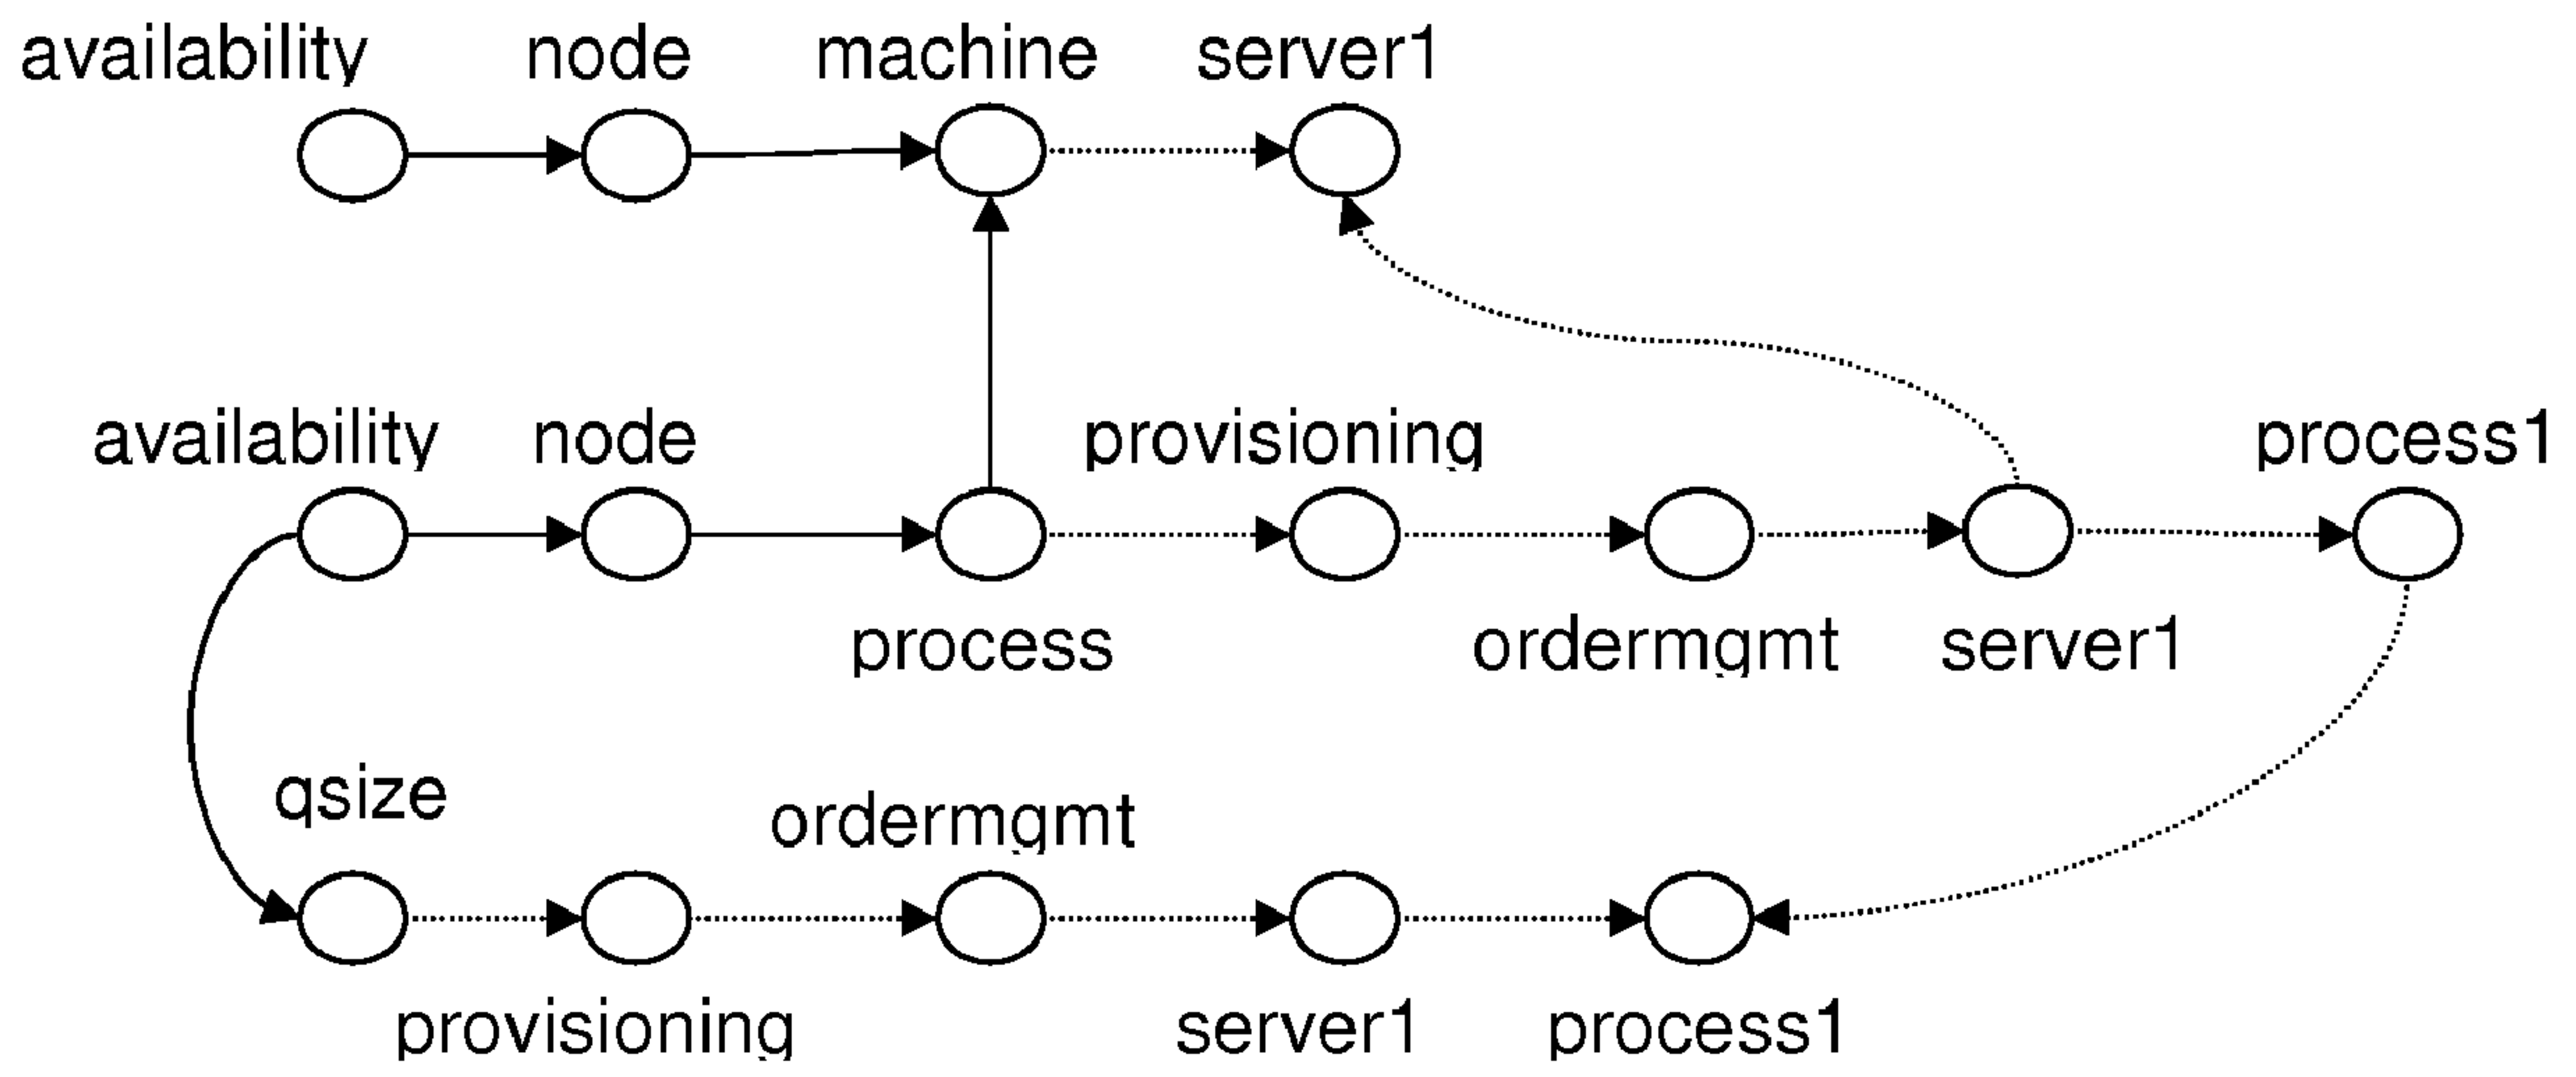 availability node machine server1
availability node provisioning process1
process ordermgmt server1
qsize
ordermgmt
provisioning server1 process1